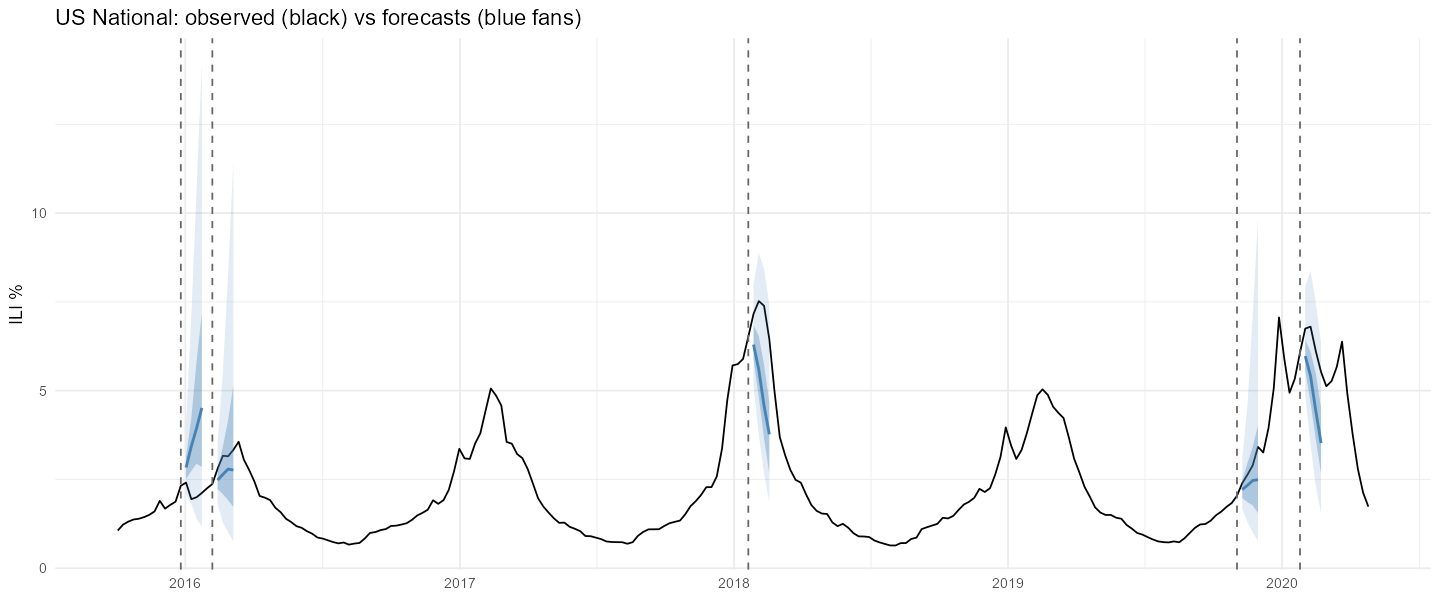 US National: observed (black) vs forecasts (blue fans)
ILI %
10
5
0
2016 2017 2018 2019 2020